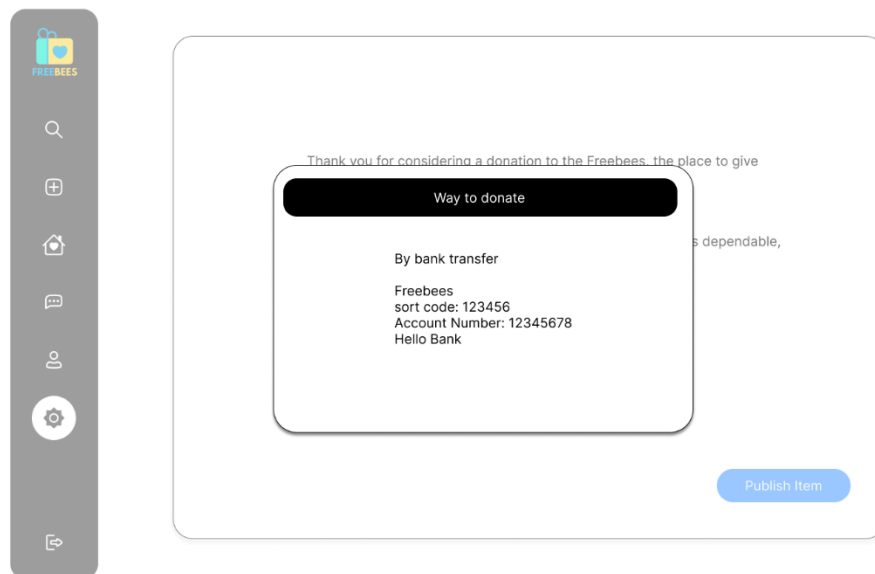 FREEBEES
Thank you for considering a donation to the Freebees, the place to give
Way to donate
s dependable,
By bank transfer
Freebees
sort code: 123456
Account Number: 12345678
Hello Bank
Publish Item